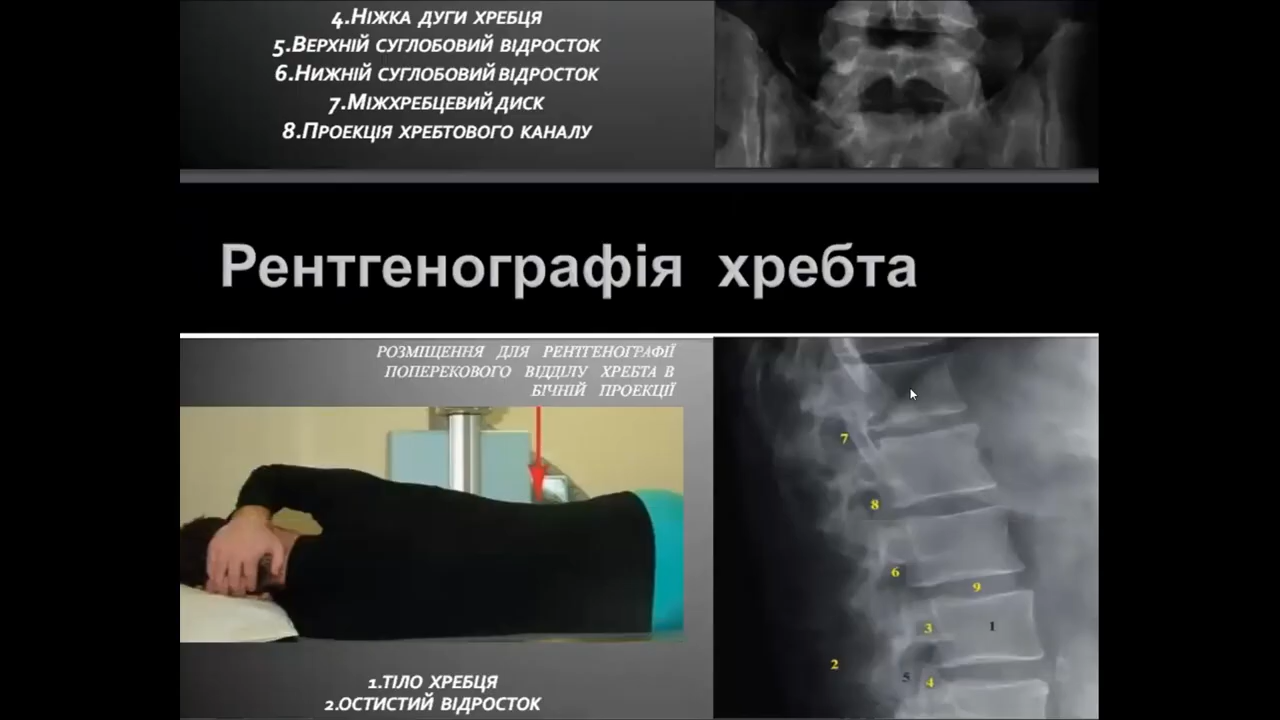 4.Ніжка дуги хребця
5.Верхній суглобовий відросток
6.Нижній суглобовий відросток
7.Міжхребцевий диск
8.Проекція хребтового каналу
Рентгенографія хребта
РОЗМІЩЕННЯ ДЛЯ РЕНТГЕНОГРАФІЇ
ПОПЕРЕКОВОГО ВІДДІЛУ ХРЕБТА В
БІЧНІЙ ПРОЕКЦІЇ
7
8
6
9
3
1
2
5
4
1.ТІЛО ХРЕБЦЯ
2.ОСТИСТИЙ ВІДРОСТОК